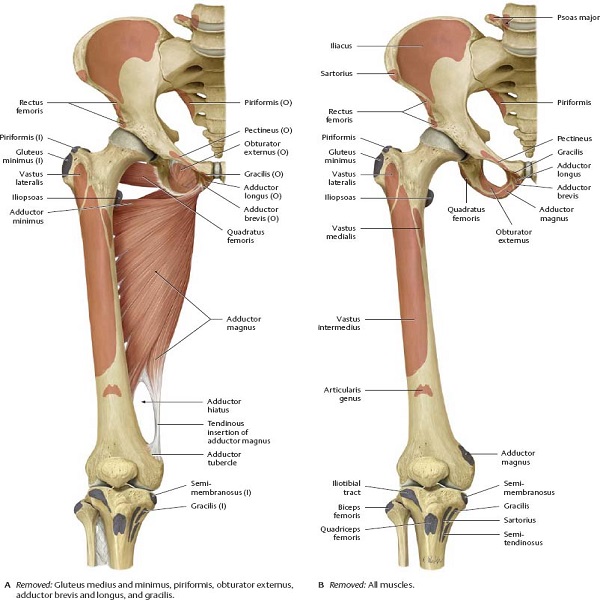 Rectus
femoris
Piriformis (I)
Gluteus
minimus (I)
Vastus
lateralis
Iliopsoas
Adductor
minimus
Piriformis (O)
Pectineus (O)
Obturator
externus (O)
Gracilis (O)
Adductor
longus (O)
Adductor
brevis (O)
Quadratus
femoris
Adductor
magnus
Adductor
hiatus
Tendinous
insertion of
adductor magnus
Adductor
tubercle
Semi-
membranosus (I)
Gracilis (I)
A Removed: Gluteus medius and minimus, piriformis, obturator externus,
adductor brevis and longus, and gracilis.
Psoas major
Iliacus
Sartorius
Rectus
femoris
Piriformis
Gluteus
minimus
Vastus
lateralis
Iliopsoas
Vastus
medialis
Vastus
intermedius
Articularis
genus
Iliotibial
tract
Biceps
femoris
Quadriceps
femoris
Piriformis
Pectineus
Gracilis
Adductor
longus
Adductor
brevis
Adductor
magnus
Quadratus
femoris
Obturator
externus
Adductor
magnus
Semi-
membranosus
Gracilis
Sartorius
Semi-
tendinosus
B Removed: All muscles.